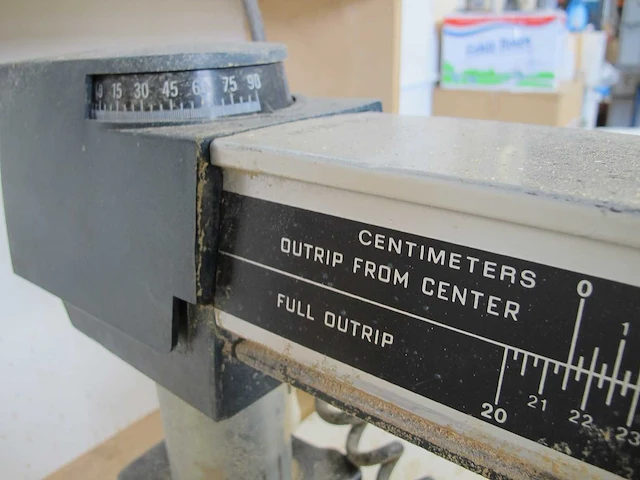 0 15 30 45 60 75 90
CENTIMETERS
OUTRIP FROM CENTER
0 1
FULL OUTRIP
20 21 22 23